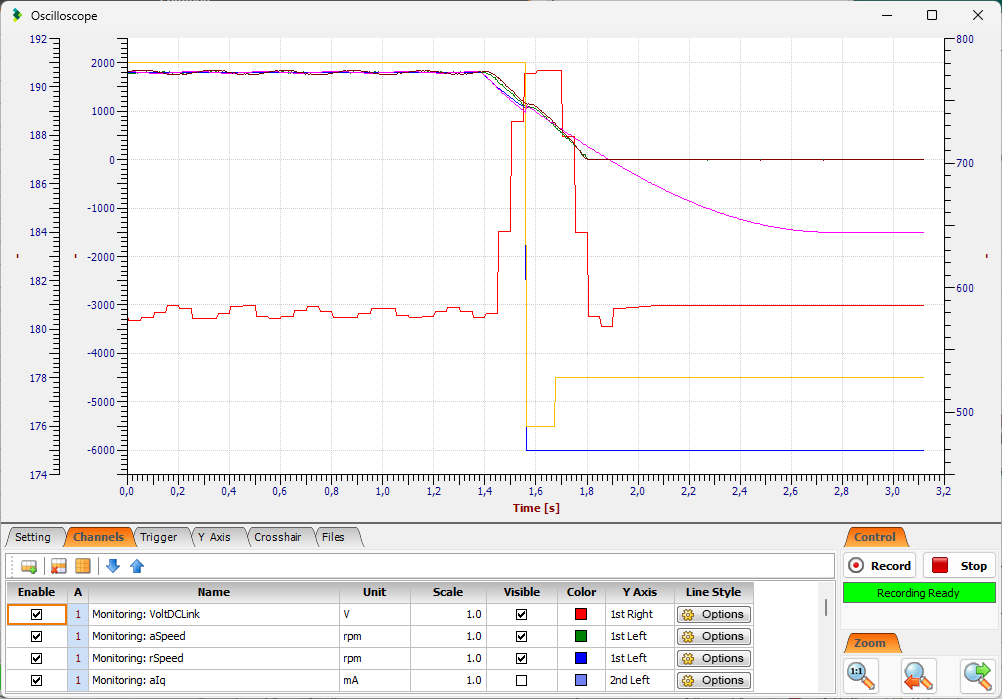 Oscilloscope
192 800
2000
190
1000
188
0 700
186
-1000
184
-2000
182
600
-3000
180
-4000
178
-5000
500
176
-6000
174
0,0 0,2 0,4 0,6 0,8 1,0 1,2 1,4 1,6 1,8 2,0 2,2 2,4 2,6 2,8 3,0 3,2
Time [s]
Setting Channels Trigger Y Axis Crosshair Files
Control
Record Stop
Enable A Name Unit Scale Visible Color Y Axis Line Style
Recording Ready
1 Monitoring: VoltDCLink V 1.0 1st Right Options
1 Monitoring: aSpeed rpm 1.0 1st Left Options
Zoom
1 Monitoring: rSpeed rpm 1.0 1st Left Options
1 Monitoring: aIq mA 1.0 2nd Left Options
1:1